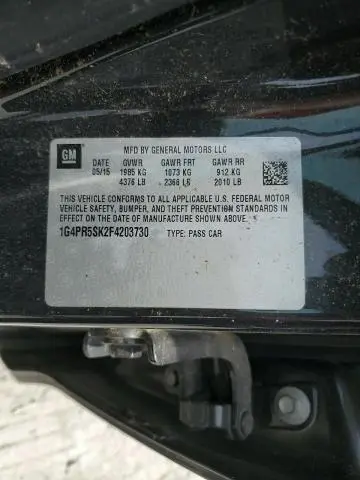 GM
MFD BY GENERAL MOTORS LLC
DATE GVWR GAWR FRT GAWR RR
05/15 1985 KG 1073 KG 912 KG
4376 LB 2366 LB 2010 LB
THIS VEHICLE CONFORMS TO ALL APPLICABLE U.S. FEDERAL MOTOR
VEHICLE SAFETY, BUMPER, AND THEFT PREVENTION STANDARDS IN
EFFECT ON THE DATE OF MANUFACTURE SHOWN ABOVE.
1G4PR5SK2F4203730 TYPE: PASS CAR